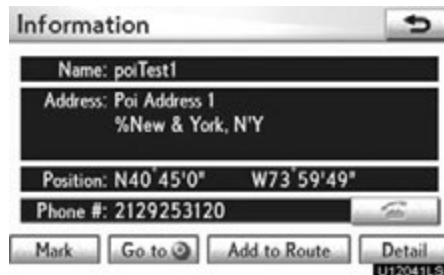 Information
Name: poiTest1
Address: Poi Address 1
%New & York, N'Y
Position: N40°45'0" W73°59'49"
Phone #: 2129253120
Mark Go to Add to Route Detail
U12041LS